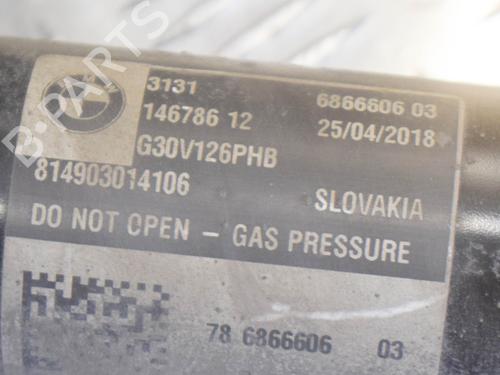 B-PARTS
BMW
3131 6866606 03
146786 12 25/04/2018
G30V126PHB
814903014106 SLOVAKIA
DO NOT OPEN - GAS PRESSURE
78 6866606 03